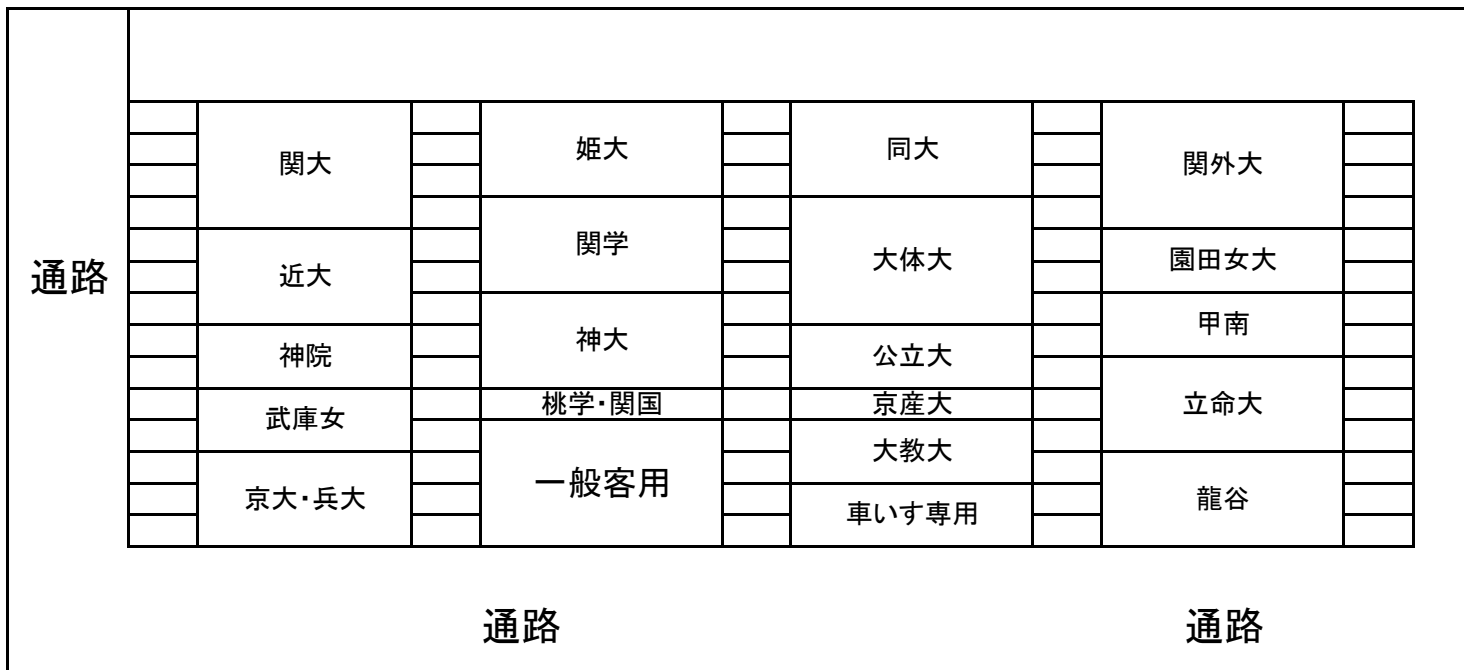 通路
関大
近大
神院
武庫女
京大・兵大
姫大
関学
神大
桃学・関国
一般客用
同大
大体大
公立大
京産大
大教大
車いす専用
関外大
園田女大
甲南
立命大
龍谷
通路
通路